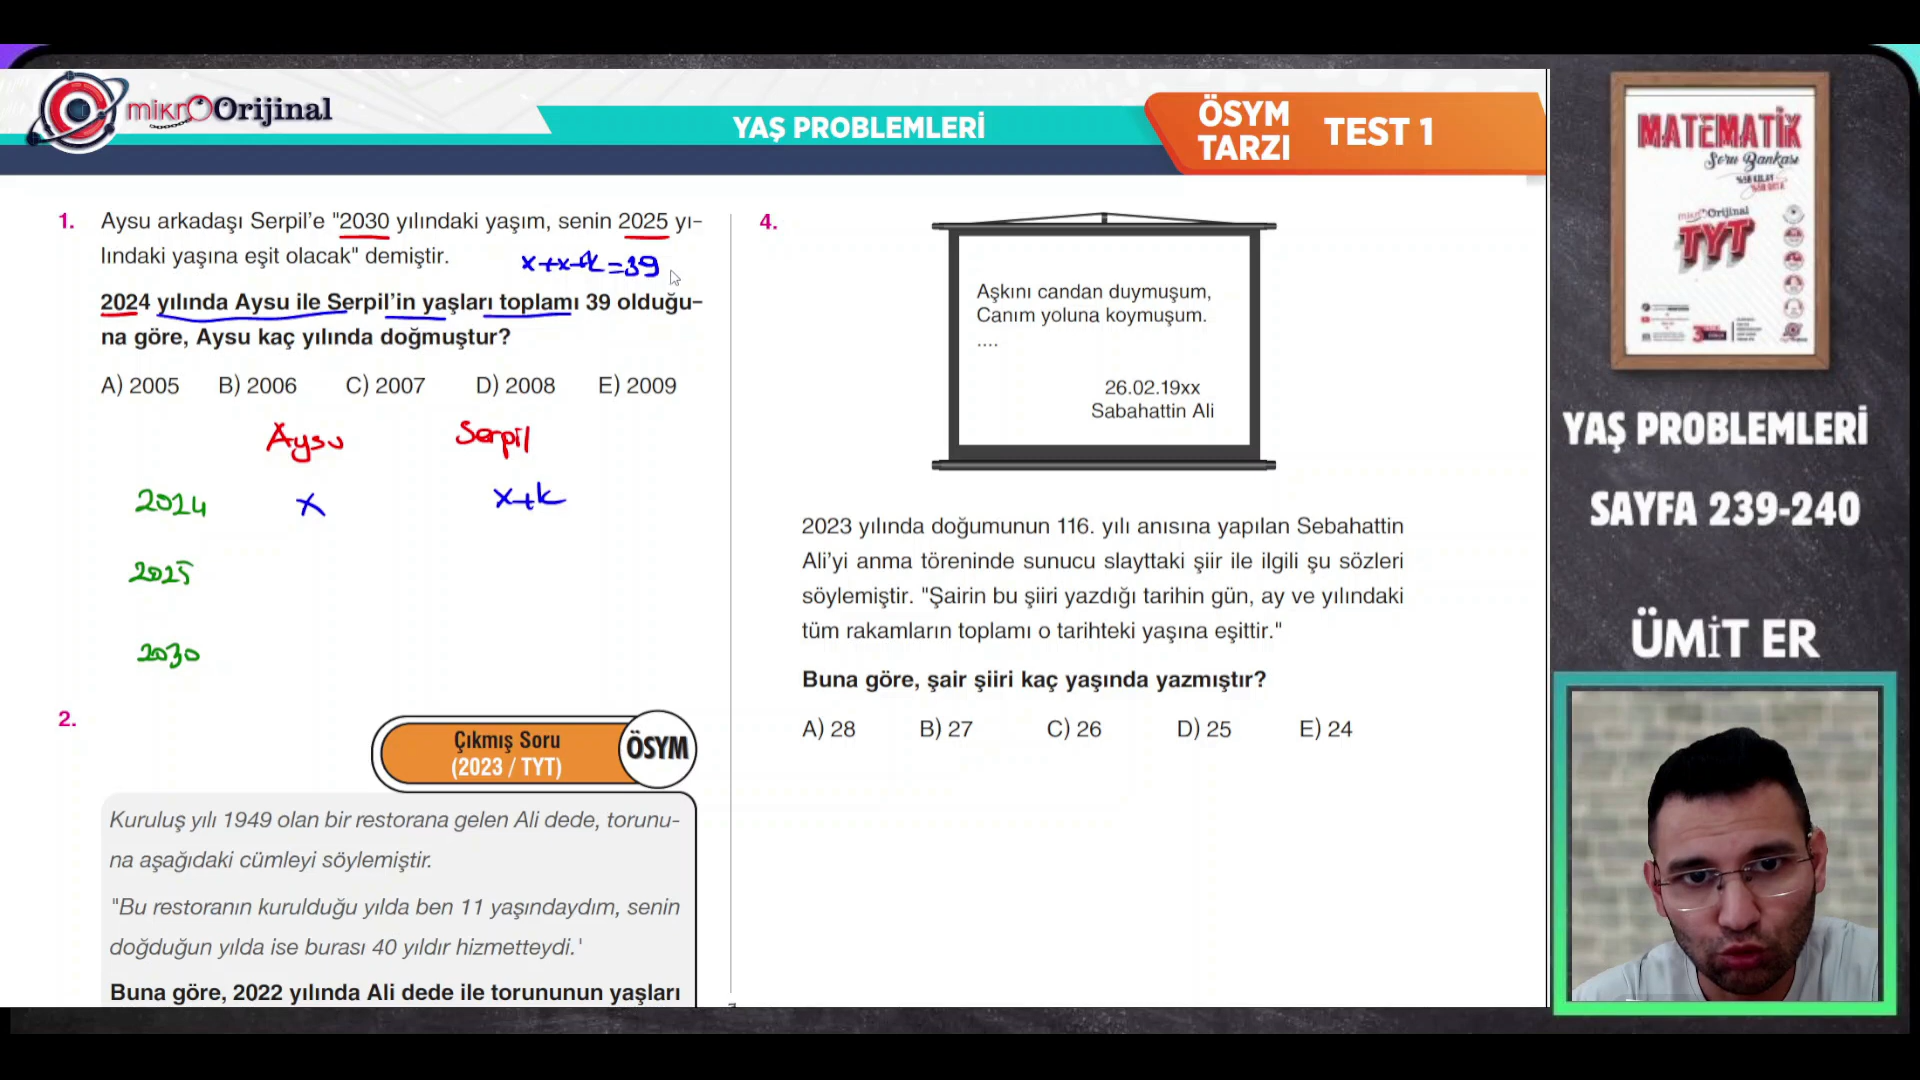 mikro Orijinal
YAŞ PROBLEMLERİ
ÖSYM
TARZI
TEST 1
1. Aysu arkadaşı Serpil’e "2030 yılındaki yaşım, senin 2025 yı-
lındaki yaşına eşit olacak" demiştir.
x+x+k=39
2024 yılında Aysu ile Serpil’in yaşları toplamı 39 olduğu-
na göre, Aysu kaç yılında doğmuştur?
A) 2005 B) 2006 C) 2007 D) 2008 E) 2009
Aysu Serpil
2024 x x+k
2025
2030
2.
Çıkmış Soru
(2023 / TYT)
ÖSYM
Kuruluş yılı 1949 olan bir restorana gelen Ali dede, torunu-
na aşağıdaki cümleyi söylemiştir.
"Bu restoranın kurulduğu yılda ben 11 yaşındaydım, senin
doğduğun yılda ise burası 40 yıldır hizmetteydi.'
Buna göre, 2022 yılında Ali dede ile torununun yaşları
4.
Aşkını candan duymuşum,
Canım yoluna koymuşum.
....
26.02.19xx
Sabahattin Ali
2023 yılında doğumunun 116. yılı anısına yapılan Sebahattin
Ali’yi anma töreninde sunucu slayttaki şiir ile ilgili şu sözleri
söylemiştir. "Şairin bu şiiri yazdığı tarihin gün, ay ve yılındaki
tüm rakamların toplamı o tarihteki yaşına eşittir."
Buna göre, şair şiiri kaç yaşında yazmıştır?
A) 28 B) 27 C) 26 D) 25 E) 24
MATEMATİK
Soru Bankası
mikro Orijinal
TYT
YAŞ PROBLEMLERİ
SAYFA 239-240
ÜMİT ER